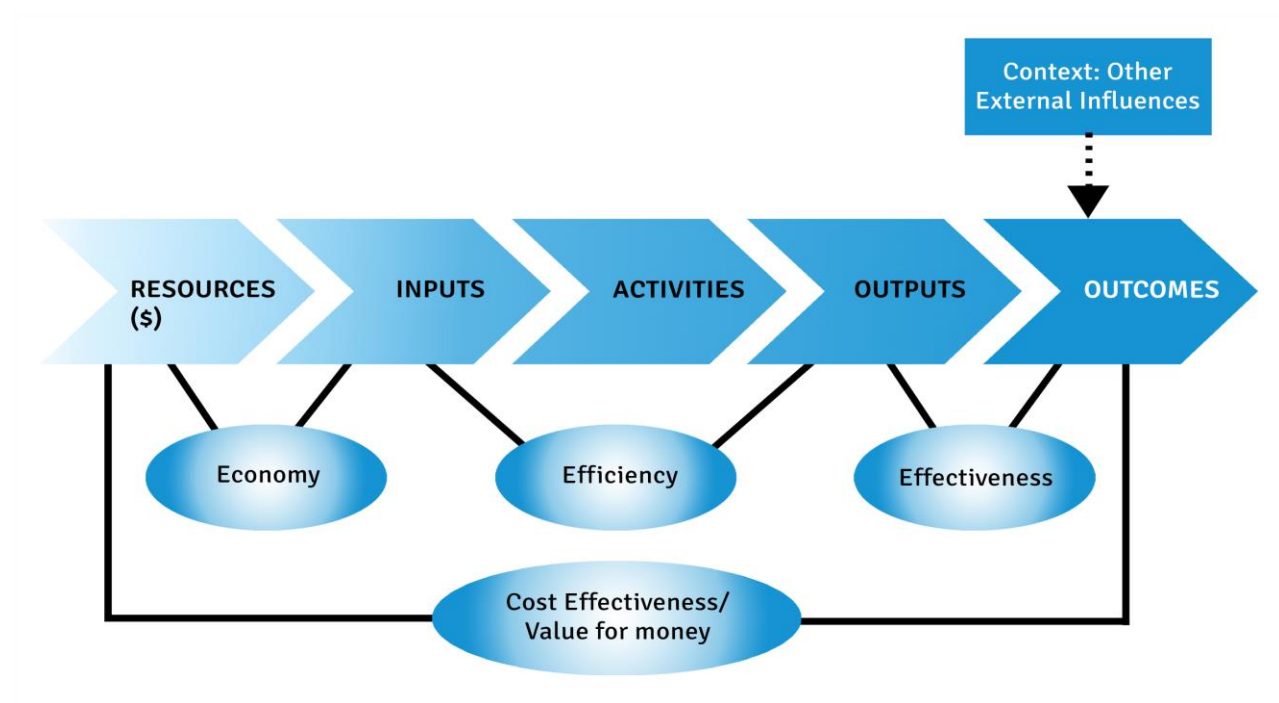 Context: Other
External Influences
RESOURCES
($)
INPUTS
ACTIVITIES
OUTPUTS
OUTCOMES
Economy
Efficiency
Effectiveness
Cost Effectiveness/
Value for money